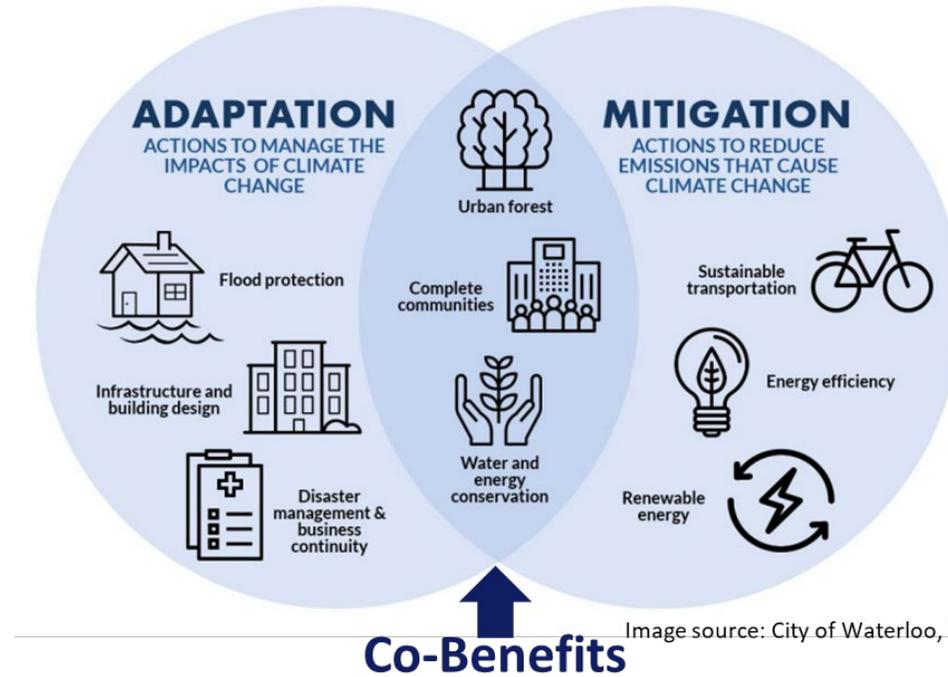 ADAPTATION
ACTIONS TO MANAGE THE
IMPACTS OF CLIMATE
CHANGE
Flood protection
Infrastructure and
building design
Disaster
management &
business
continuity
Urban forest
Complete
communities
Water and
energy
conservation
MITIGATION
ACTIONS TO REDUCE
EMISSIONS THAT CAUSE
CLIMATE CHANGE
Sustainable
transportation
Energy efficiency
Renewable
energy
Image source: City of Waterloo,
Co-Benefits